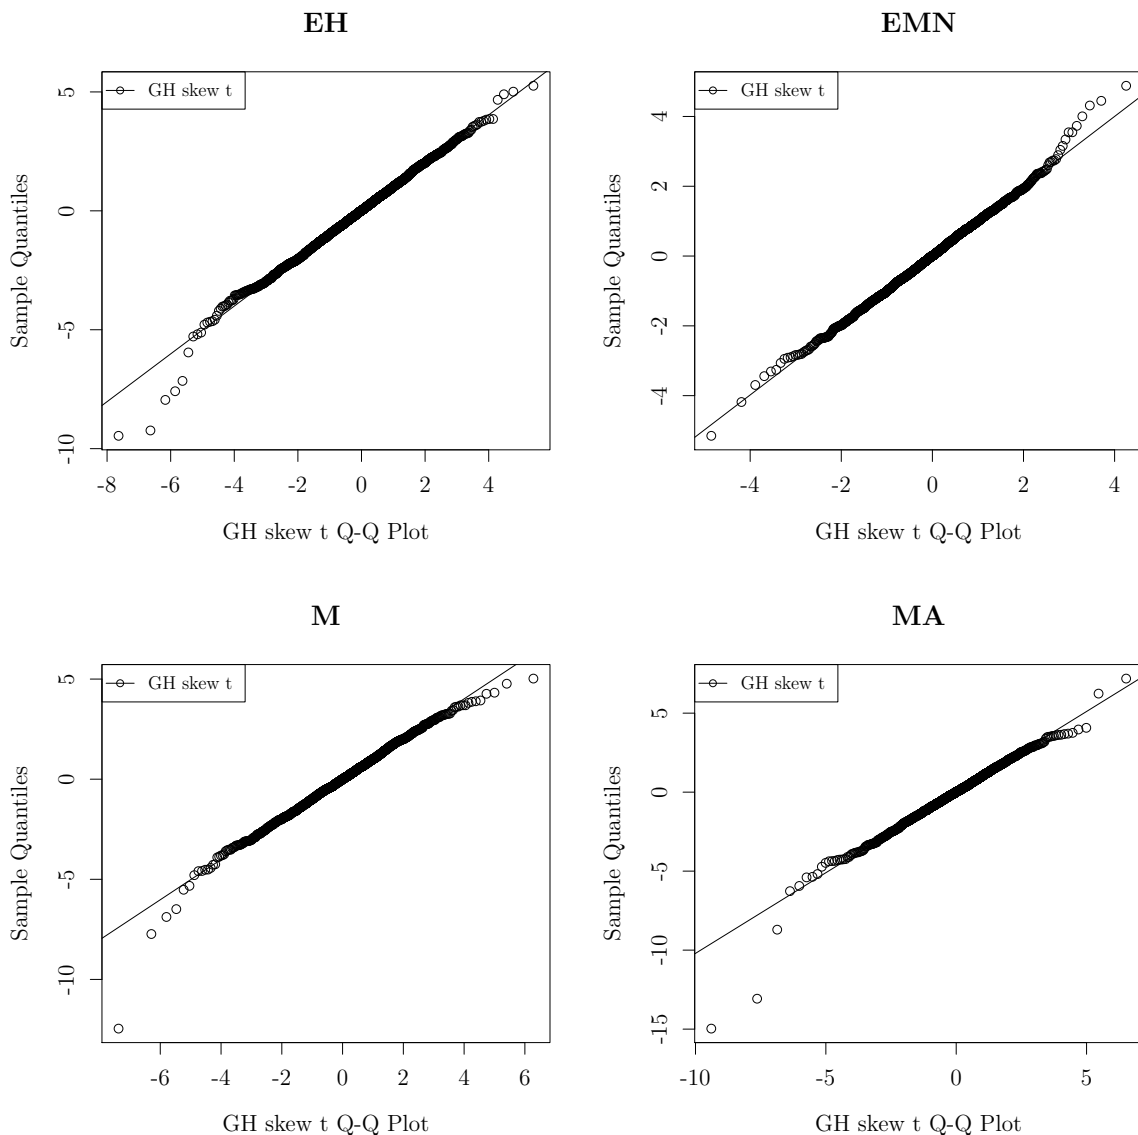 EH
GH skew t
Sample Quantiles
5
0
-5
-10
-8 -6 -4 -2 0 2 4
GH skew t Q-Q Plot
EMN
GH skew t
Sample Quantiles
4
2
0
-2
-4
-4 -2 0 2 4
GH skew t Q-Q Plot
M
GH skew t
Sample Quantiles
5
0
-5
-10
-6 -4 -2 0 2 4 6
GH skew t Q-Q Plot
MA
GH skew t
Sample Quantiles
5
0
-5
-10
-15
-10 -5 0 5
GH skew t Q-Q Plot